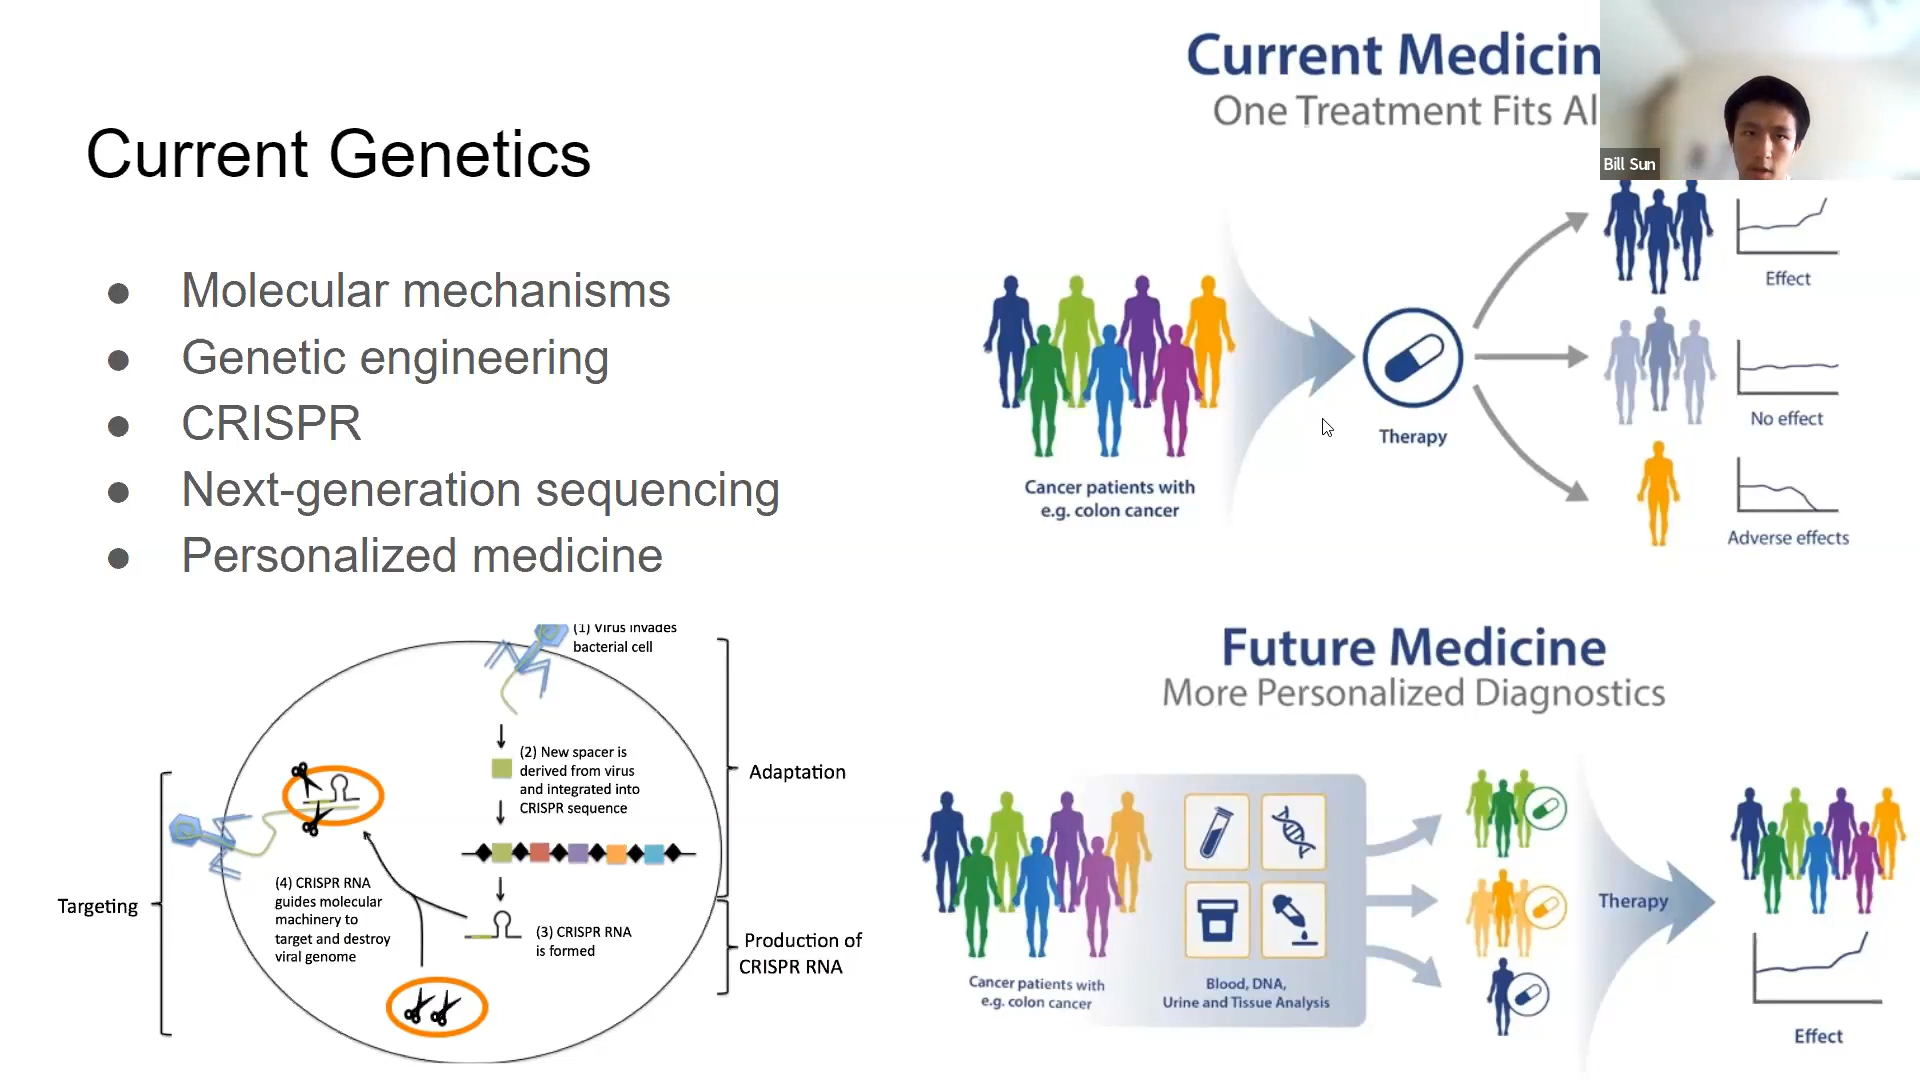 Current Genetics
● Molecular mechanisms
● Genetic engineering
● CRISPR
● Next-generation sequencing
● Personalized medicine
(1) Virus invades
bacterial cell
(2) New spacer is
derived from virus
and integrated into
CRISPR sequence
Adaptation
(3) CRISPR RNA
is formed
Production of
CRISPR RNA
(4) CRISPR RNA
guides molecular
machinery to
target and destroy
viral genome
Targeting
Current Medicin
One Treatment Fits Al
Bill Sun
Cancer patients with
e.g. colon cancer
Therapy
Effect
No effect
Adverse effects
Future Medicine
More Personalized Diagnostics
Cancer patients with
e.g. colon cancer
Blood, DNA,
Urine and Tissue Analysis
Therapy
Effect